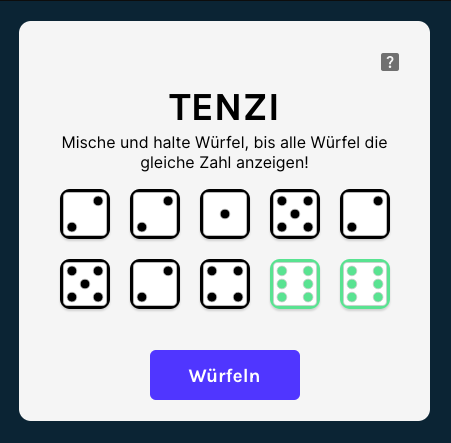 ?
TENZI
Mische und halte Würfel, bis alle Würfel die
gleiche Zahl anzeigen!
Würfeln